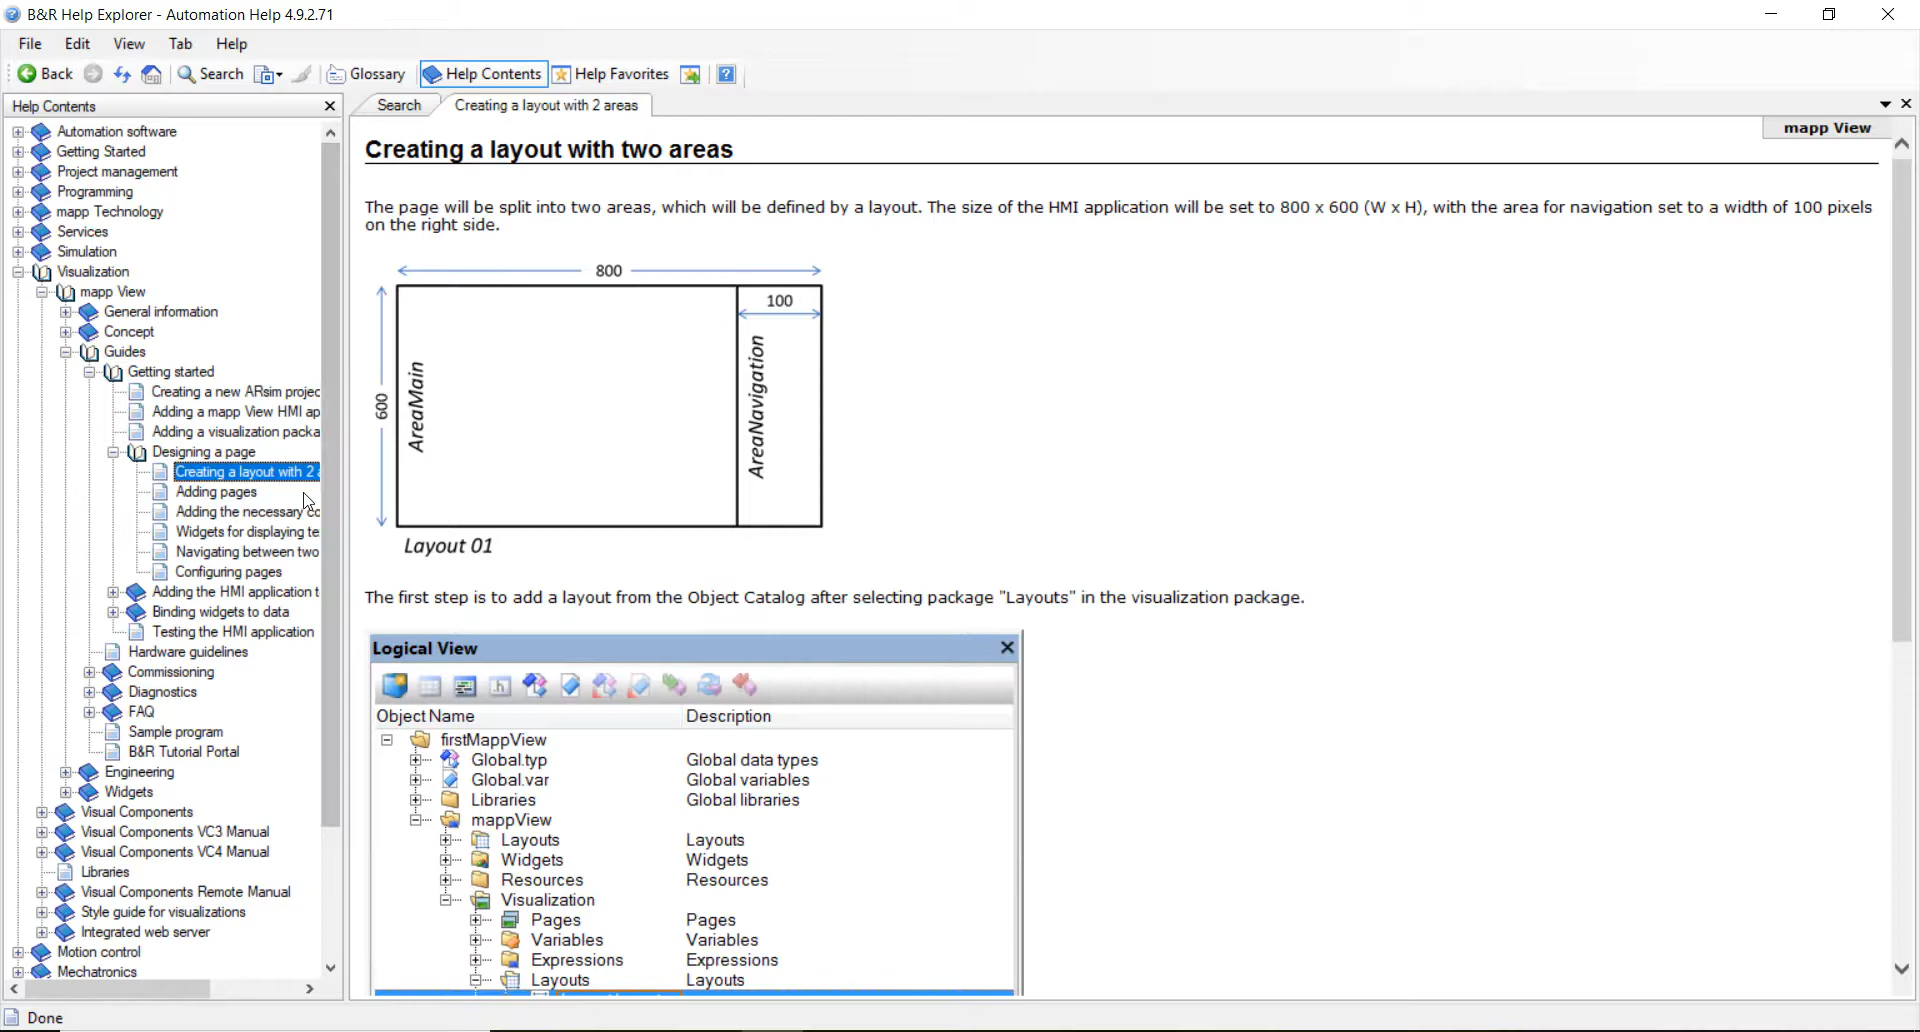 B&R Help Explorer - Automation Help 4.9.2.71
File Edit View Tab Help
Back Search Glossary Help Contents Help Favorites
Help Contents
Automation software
Getting Started
Project management
Programming
mapp Technology
Services
Simulation
Visualization
mapp View
General information
Concept
Guides
Getting started
Creating a new ARsim projec
Adding a mapp View HMI ap
Adding a visualization packa
Designing a page
Creating a layout with 2 a
Adding pages
Adding the necessary co
Widgets for displaying te
Navigating between two
Configuring pages
Adding the HMI application t
Binding widgets to data
Testing the HMI application
Hardware guidelines
Commissioning
Diagnostics
FAQ
Sample program
B&R Tutorial Portal
Engineering
Widgets
Visual Components
Visual Components VC3 Manual
Visual Components VC4 Manual
Libraries
Visual Components Remote Manual
Style guide for visualizations
Integrated web server
Motion control
Mechatronics
Search Creating a layout with 2 areas
mapp View
Creating a layout with two areas
The page will be split into two areas, which will be defined by a layout. The size of the HMI application will be set to 800 x 600 (W x H), with the area for navigation set to a width of 100 pixels
on the right side.
800
100
600
AreaMain
AreaNavigation
Layout 01
The first step is to add a layout from the Object Catalog after selecting package "Layouts" in the visualization package.
Logical View
.h
Object Name Description
firstMappView
Global.typ Global data types
Global.var Global variables
Libraries Global libraries
mappView
Layouts Layouts
Widgets Widgets
Resources Resources
Visualization
Pages Pages
Variables Variables
Expressions Expressions
Layouts Layouts
Done